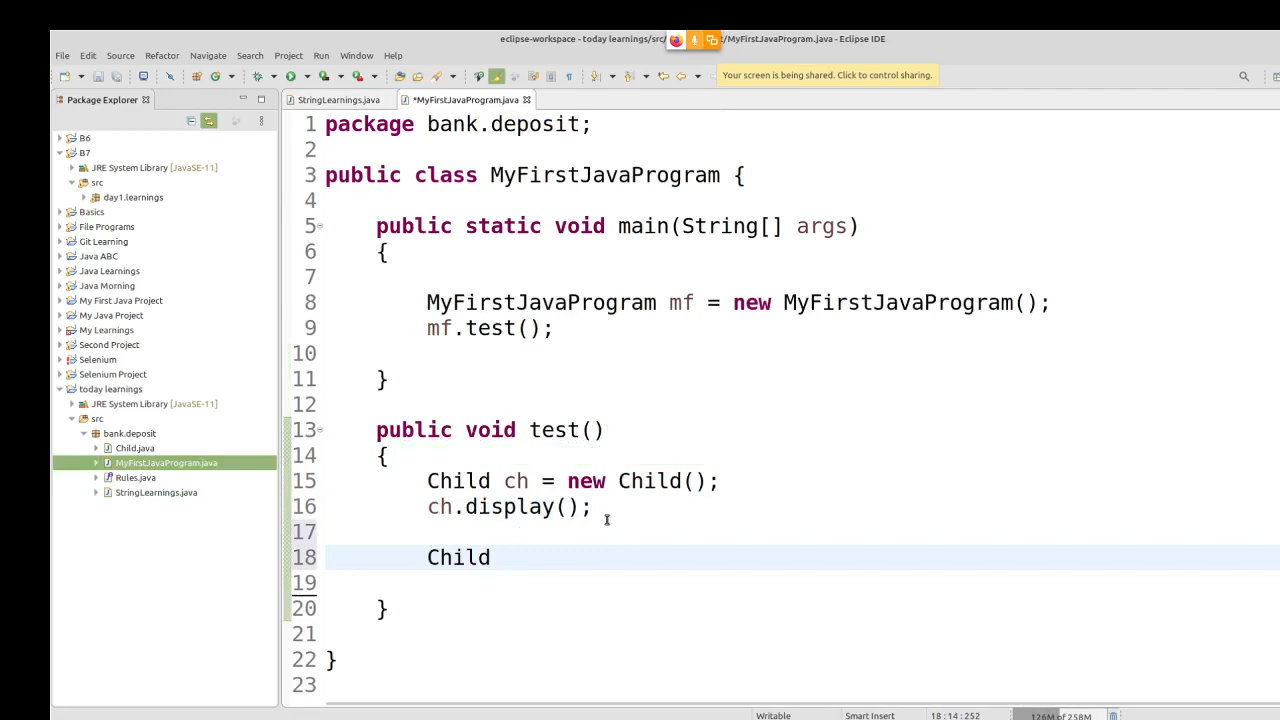 eclipse-workspace - today learnings/src/ t/MyFirstJavaProgram.java - Eclipse IDE
File Edit Source Refactor Navigate Search Project Run Window Help
Your screen is being shared. Click to control sharing.
Package Explorer
StringLearnings.java
*MyFirstJavaProgram.java
B6
B7
JRE System Library [JavaSE-11]
src
day1.learnings
Basics
File Programs
Git Learning
Java ABC
Java Learnings
Java Morning
My First Java Project
My Java Project
My Learnings
Second Project
Selenium
Selenium Project
today learnings
JRE System Library [JavaSE-11]
src
bank.deposit
Child.java
MyFirstJavaProgram.java
Rules.java
StringLearnings.java
1 package bank.deposit;
2
3 public class MyFirstJavaProgram {
4
5 public static void main(String[] args)
6 {
7
8 MyFirstJavaProgram mf = new MyFirstJavaProgram();
9 mf.test();
10
11 }
12
13 public void test()
14 {
15 Child ch = new Child();
16 ch.display();
17
18 Child
19
20 }
21
22 }
23
Writable Smart Insert 18:14:252 126M of 258M